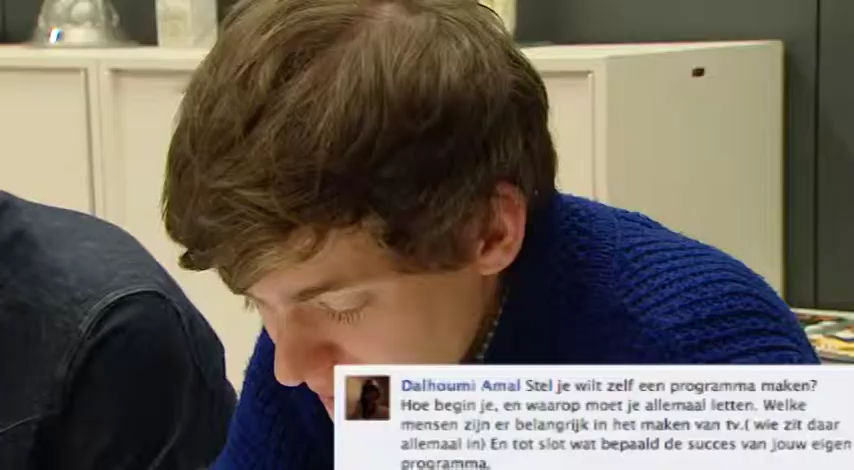 Dalhoumi Amal Stel je wilt zelf een programma maken?
Hoe begin je, en waarop moet je allemaal letten. Welke
mensen zijn er belangrijk in het maken van tv.( wie zit daar
allemaal in) En tot slot wat bepaald de succes van jouw eigen
programma.